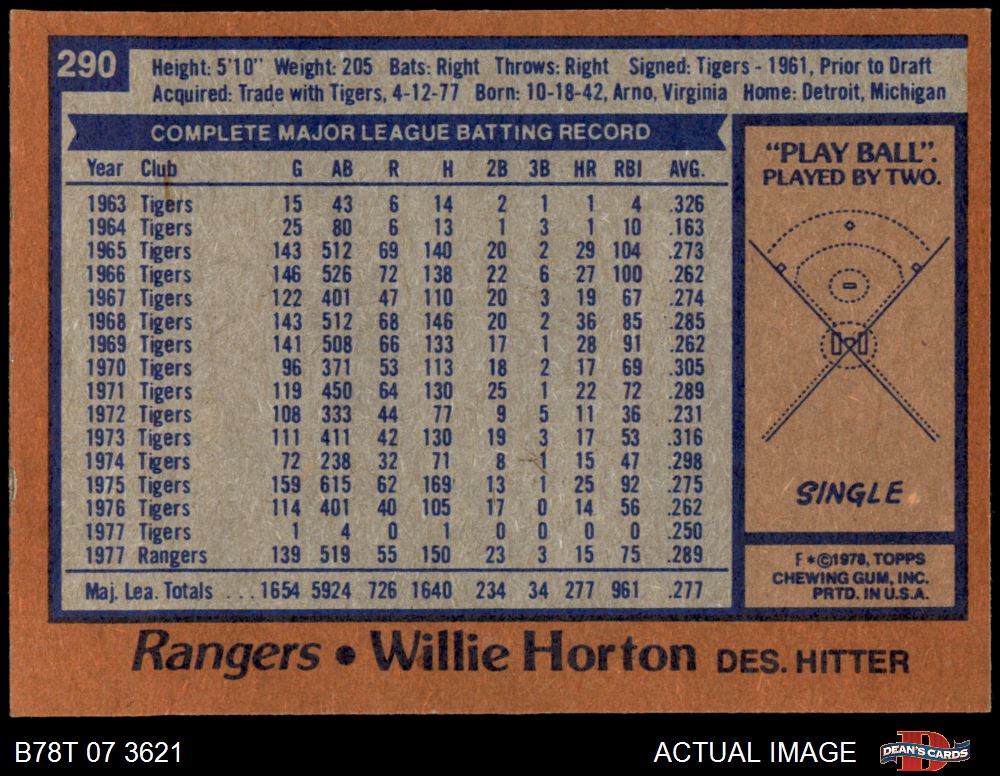 290
Height: 5'10" Weight: 205 Bats: Right Throws: Right Signed: Tigers - 1961, Prior to Draft
Acquired: Trade with Tigers, 4-12-77 Born: 10-18-42, Arno, Virginia Home: Detroit, Michigan
COMPLETE MAJOR LEAGUE BATTING RECORD
Year Club G AB R H 2B 3B HR RBI AVG.
1963 Tigers 15 43 6 14 2 1 1 4 .326
1964 Tigers 25 80 6 13 1 3 1 10 .163
1965 Tigers 143 512 69 140 20 2 29 104 .273
1966 Tigers 146 526 72 138 22 6 27 100 .262
1967 Tigers 122 401 47 110 20 3 19 67 .274
1968 Tigers 143 512 68 146 20 2 36 85 .285
1969 Tigers 141 508 66 133 17 1 28 91 .262
1970 Tigers 96 371 53 113 18 2 17 69 .305
1971 Tigers 119 450 64 130 25 1 22 72 .289
1972 Tigers 108 333 44 77 9 5 11 36 .231
1973 Tigers 111 411 42 130 19 3 17 53 .316
1974 Tigers 72 238 32 71 8 1 15 47 .298
1975 Tigers 159 615 62 169 13 1 25 92 .275
1976 Tigers 114 401 40 105 17 0 14 56 .262
1977 Tigers 1 4 0 1 0 0 0 0 .250
1977 Rangers 139 519 55 150 23 3 15 75 .289
Maj. Lea. Totals . . . 1654 5924 726 1640 234 34 277 961 .277
"PLAY BALL".
PLAYED BY TWO.
SINGLE
F*©1978, TOPPS
CHEWING GUM, INC.
PRTD. IN U.S.A.
Rangers • Willie Horton DES. HITTER
B78T 07 3621
ACTUAL IMAGE
DEAN'S CARDS